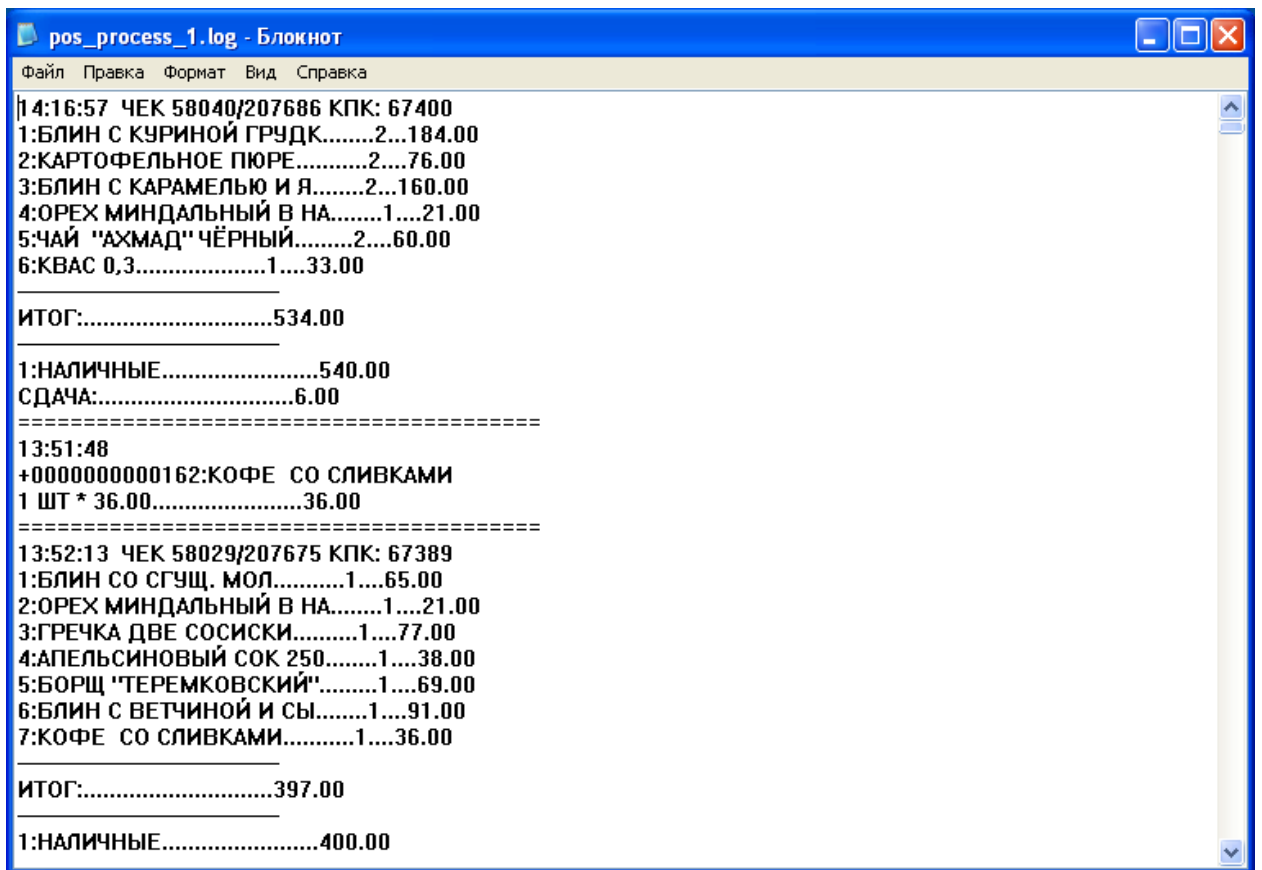 pos_process_1.log - Блокнот
Файл Правка Формат Вид Справка
14:16:57 ЧЕК 58040/207686 КПК: 67400
1:БЛИН С КУРИНОЙ ГРУДК........2...184.00
2:КАРТОФЕЛЬНОЕ ПЮРЕ...........2....76.00
3:БЛИН С КАРАМЕЛЬЮ И Я........2...160.00
4:ОРЕХ МИНДАЛЬНЫЙ В НА........1....21.00
5:ЧАЙ "АХМАД" ЧЁРНЫЙ.........2....60.00
6:КВАС 0,3....................1....33.00
ИТОГ:.............................534.00
1:НАЛИЧНЫЕ........................540.00
СДАЧА:..............................6.00
========================================
13:51:48
+0000000000162:КОФЕ СО СЛИВКАМИ
1 ШТ * 36.00.......................36.00
========================================
13:52:13 ЧЕК 58029/207675 КПК: 67389
1:БЛИН СО СГУЩ. МОЛ...........1....65.00
2:ОРЕХ МИНДАЛЬНЫЙ В НА........1....21.00
3:ГРЕЧКА ДВЕ СОСИСКИ..........1....77.00
4:АПЕЛЬСИНОВЫЙ СОК 250........1....38.00
5:БОРЩ "ТЕРЕМКОВСКИЙ".........1....69.00
6:БЛИН С ВЕТЧИНОЙ И СЫ........1....91.00
7:КОФЕ СО СЛИВКАМИ...........1....36.00
ИТОГ:.............................397.00
1:НАЛИЧНЫЕ........................400.00